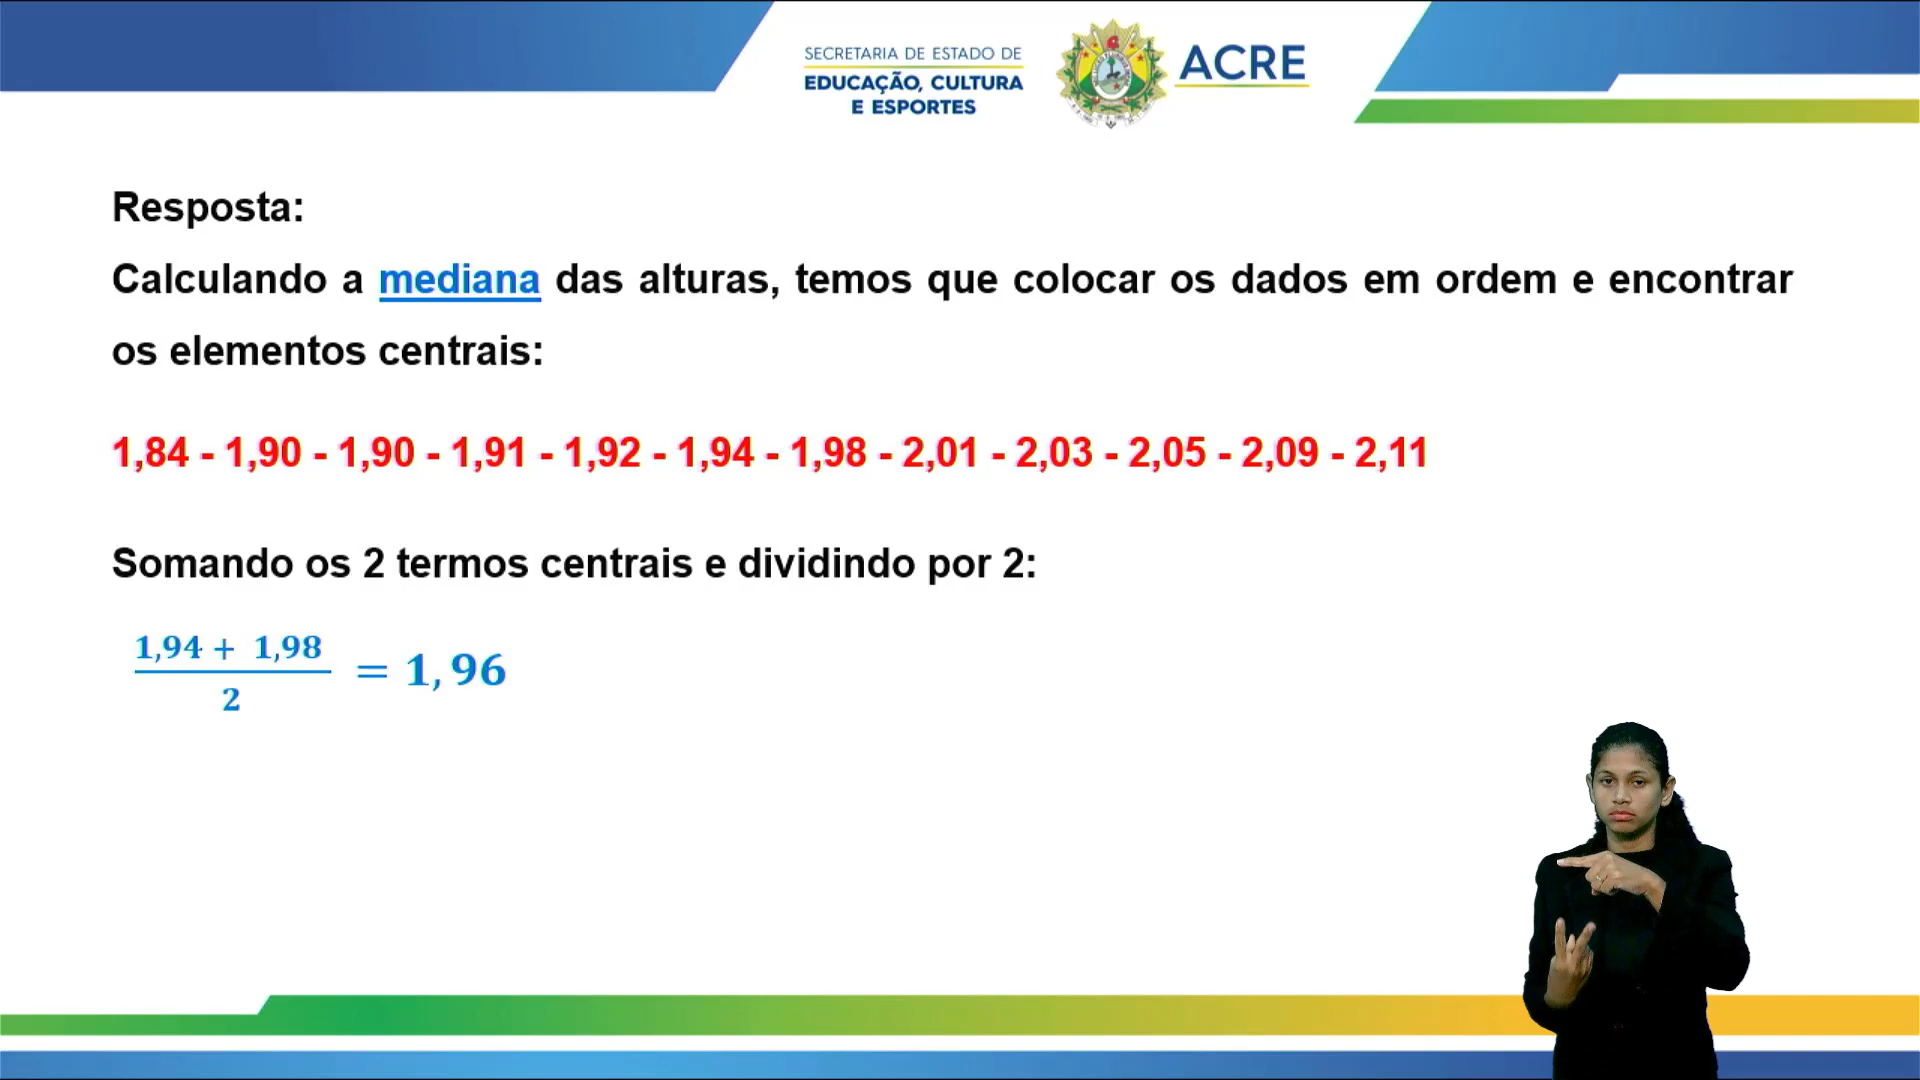 SECRETARIA DE ESTADO DE
EDUCAÇÃO, CULTURA
E ESPORTES
ACRE
Resposta:
Calculando a mediana das alturas, temos que colocar os dados em ordem e encontrar
os elementos centrais:
1,84 - 1,90 - 1,90 - 1,91 - 1,92 - 1,94 - 1,98 - 2,01 - 2,03 - 2,05 - 2,09 - 2,11
Somando os 2 termos centrais e dividindo por 2:
1,94 + 1,98
2
= 1,96